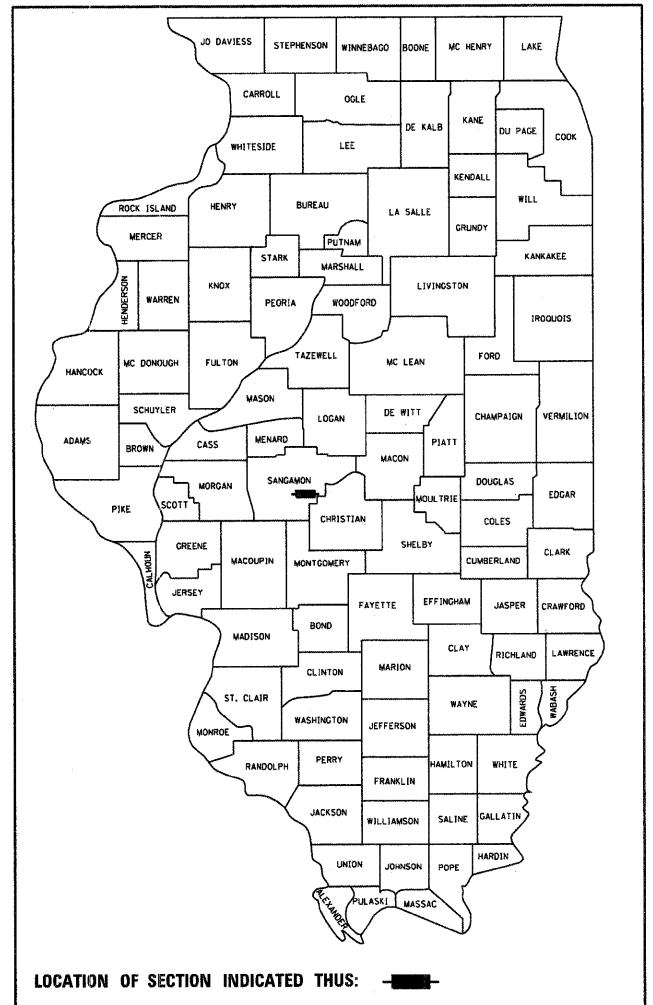 JO DAVIESS
STEPHENSON
WINNEBAGO
BOONE
MC HENRY
LAKE
CARROLL
OGLE
DE KALB
KANE
DU PAGE
COOK
WHITESIDE
LEE
KENDALL
WILL
ROCK ISLAND
HENRY
BUREAU
LA SALLE
GRUNDY
MERCER
PUTNAM
KANKAKEE
STARK
MARSHALL
HENDERSON
WARREN
KNOX
PEORIA
WOODFORD
LIVINGSTON
IROQUOIS
HANCOCK
MC DONOUGH
FULTON
TAZEWELL
MC LEAN
FORD
MASON
SCHUYLER
LOGAN
DE WITT
CHAMPAIGN
VERMILION
ADAMS
BROWN
CASS
MENARD
MACON
PIATT
PIKE
SCOTT
MORGAN
SANGAMON
CHRISTIAN
MOULTRIE
DOUGLAS
EDGAR
COLES
GREENE
MACOUPIN
MONTGOMERY
SHELBY
CUMBERLAND
CLARK
CALHOUN
JERSEY
FAYETTE
EFFINGHAM
JASPER
CRAWFORD
MADISON
BOND
CLAY
RICHLAND
LAWRENCE
MARION
CLINTON
ST. CLAIR
WAYNE
EDWARDS
WABASH
WASHINGTON
JEFFERSON
MONROE
RANDOLPH
PERRY
HAMILTON
WHITE
FRANKLIN
JACKSON
WILLIAMSON
SALINE
GALLATIN
UNION
JOHNSON
POPE
HARDIN
ALEXANDER
PULASKI
MASSAC
LOCATION OF SECTION INDICATED THUS: